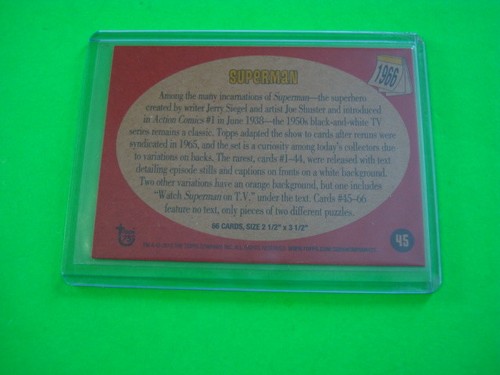 SUPERMAN
1966
Among the many incarnations of Superman—the superhero
created by writer Jerry Siegel and artist Joe Shuster and introduced
in Action Comics #1 in June 1938—the 1950s black-and-white TV
series remains a classic. Topps adapted the show to cards after reruns were
syndicated in 1965, and the set is a curiosity among today's collectors due
to variations on backs. The rarest, cards #1–44, were released with text
detailing episode stills and captions on fronts on a white background.
Two other variations have an orange background, but one includes
"Watch Superman on T.V." under the text. Cards #45–66
feature no text, only pieces of two different puzzles.
66 CARDS, SIZE 2 1/2" x 3 1/2"
45